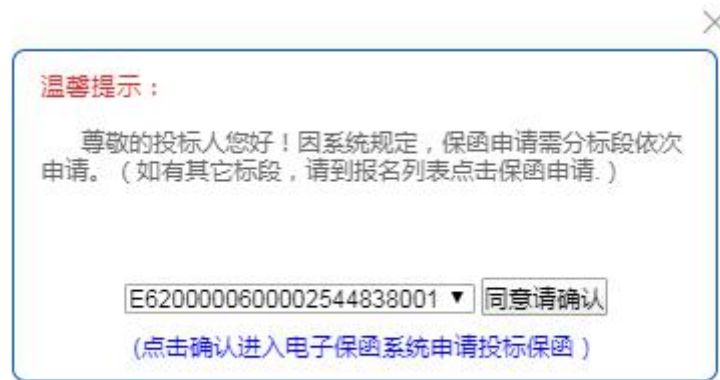 温馨提示：
尊敬的投标人您好！因系统规定，保函申请需分标段依次
申请。（如有其它标段，请到报名列表点击保函申请.）
E6200000600002544838001 ▼ 同意请确认
(点击确认进入电子保函系统申请投标保函）